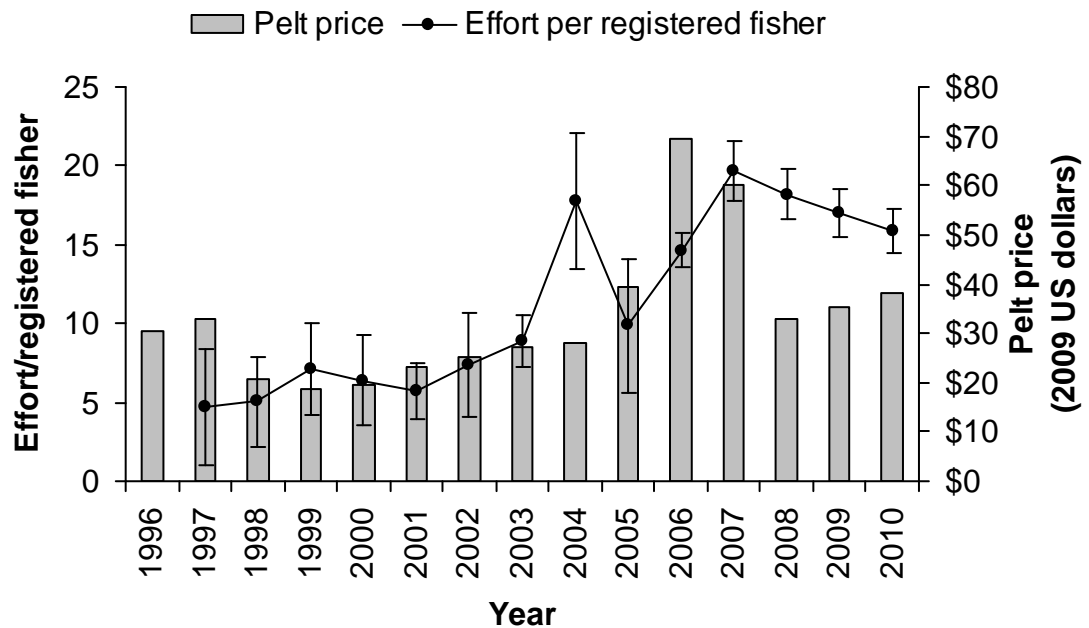 Pelt price Effort per registered fisher
25 $80
20 $70
$60
15 $50
$40
10 $30
5 $20
$10
0 $0
Effort/registered fisher
Pelt price
(2009 US dollars)
1996 1997 1998 1999 2000 2001 2002 2003 2004 2005 2006 2007 2008 2009 2010
Year